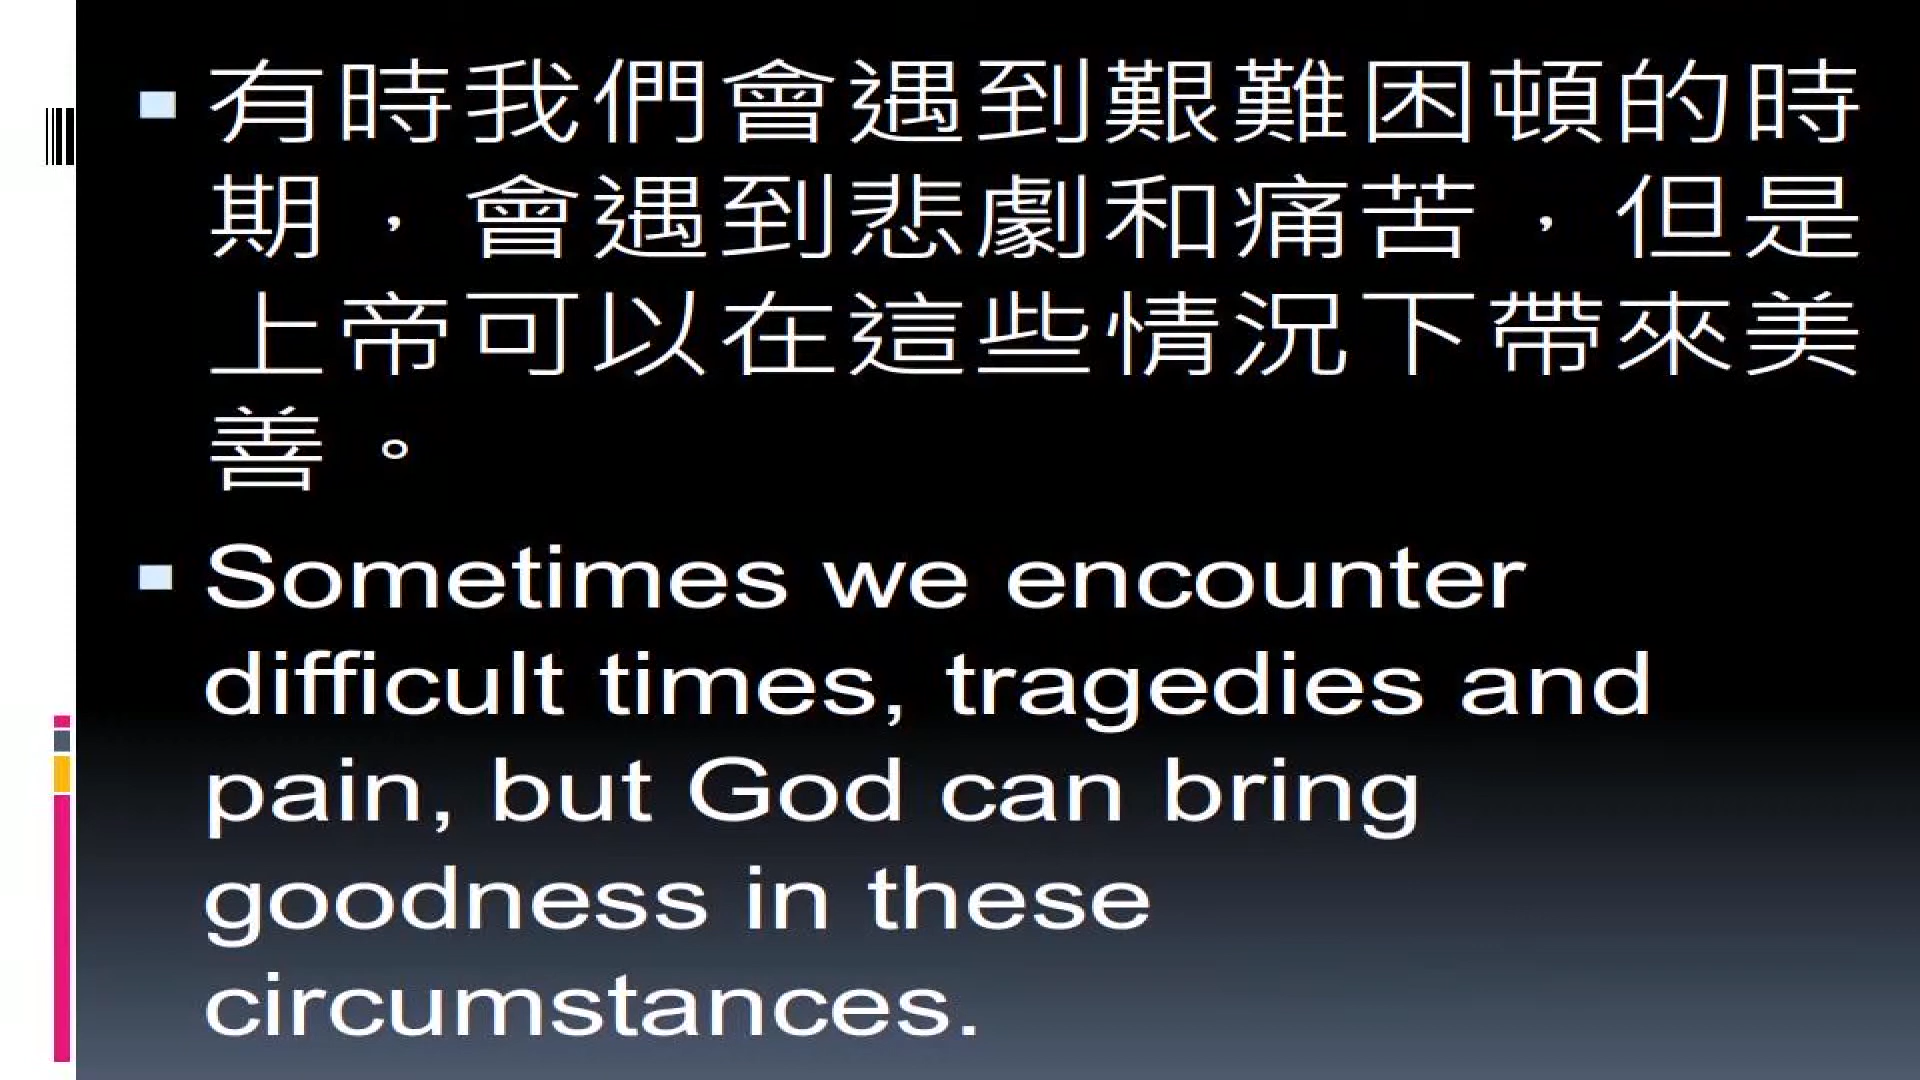 有時我們會遇到艱難困頓的時
期，會遇到悲劇和痛苦，但是
上帝可以在這些情況下帶來美
善。
Sometimes we encounter
difficult times, tragedies and
pain, but God can bring
goodness in these
circumstances.